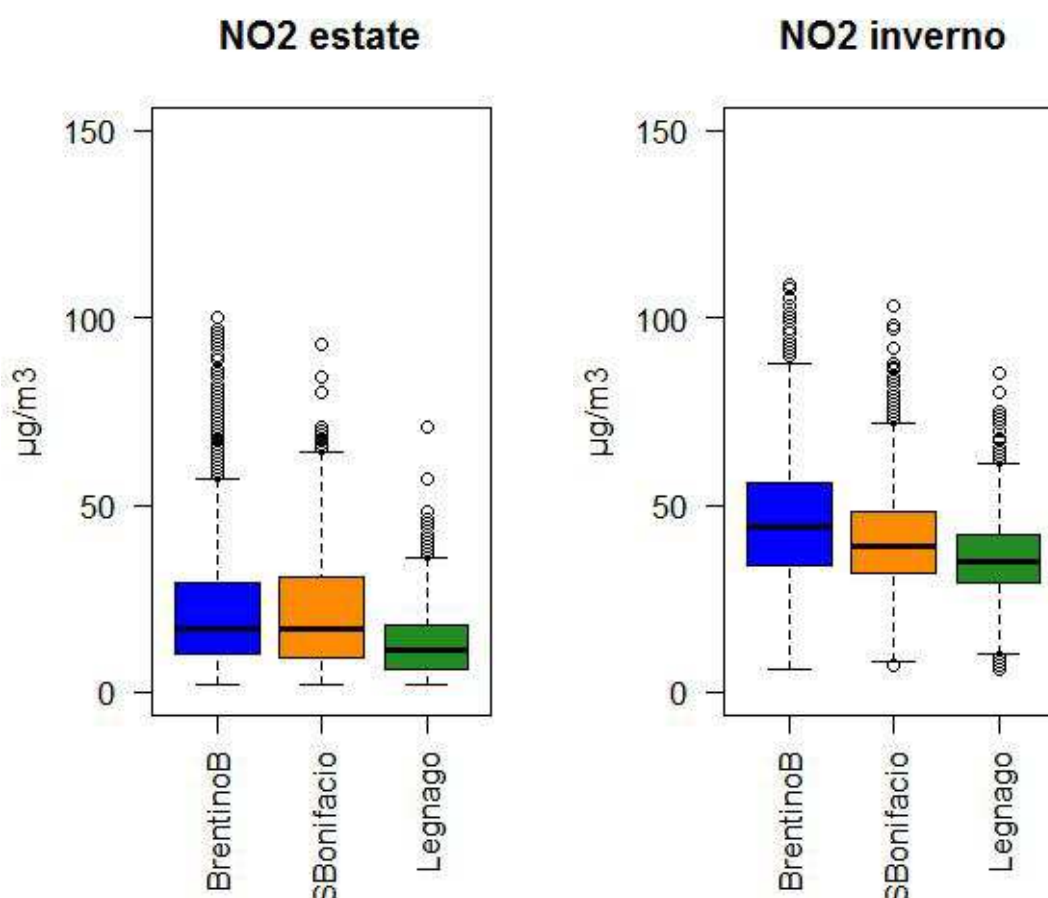 NO2 estate
150
100
50
0
µg/m3
BrentinoB
SBonifacio
Legnago
NO2 inverno
150
100
50
0
µg/m3
BrentinoB
SBonifacio
Legnago